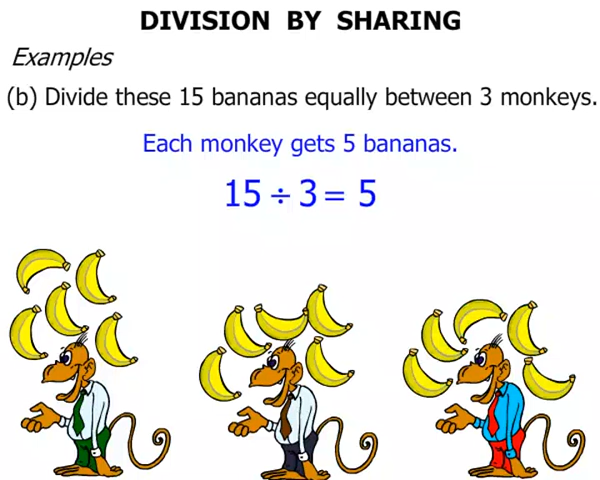 DIVISION BY SHARING
Examples
(b) Divide these 15 bananas equally between 3 monkeys.
Each monkey gets 5 bananas.
15 ÷ 3 = 5